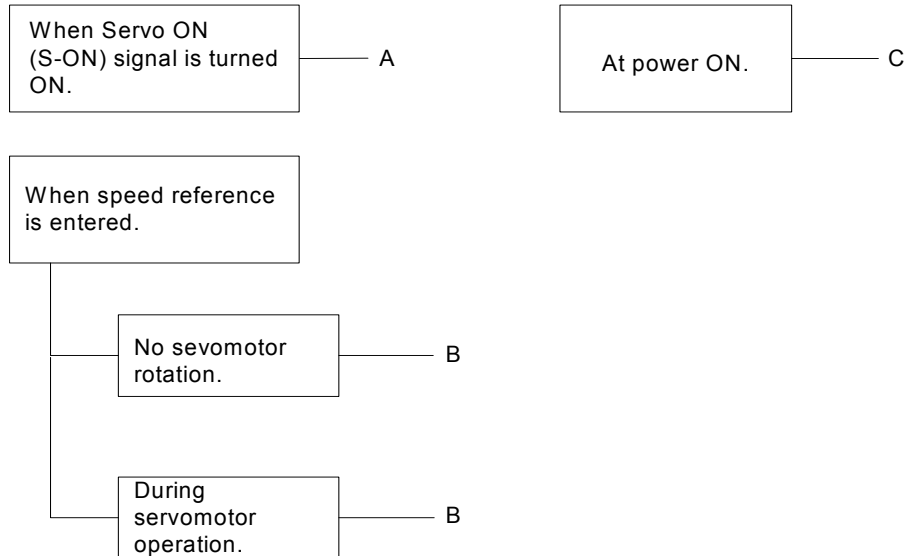 When Servo ON
(S-ON) signal is turned
ON.
A
At power ON.
C
When speed reference
is entered.
No sevomotor
rotation.
B
During
servomotor
operation.
B